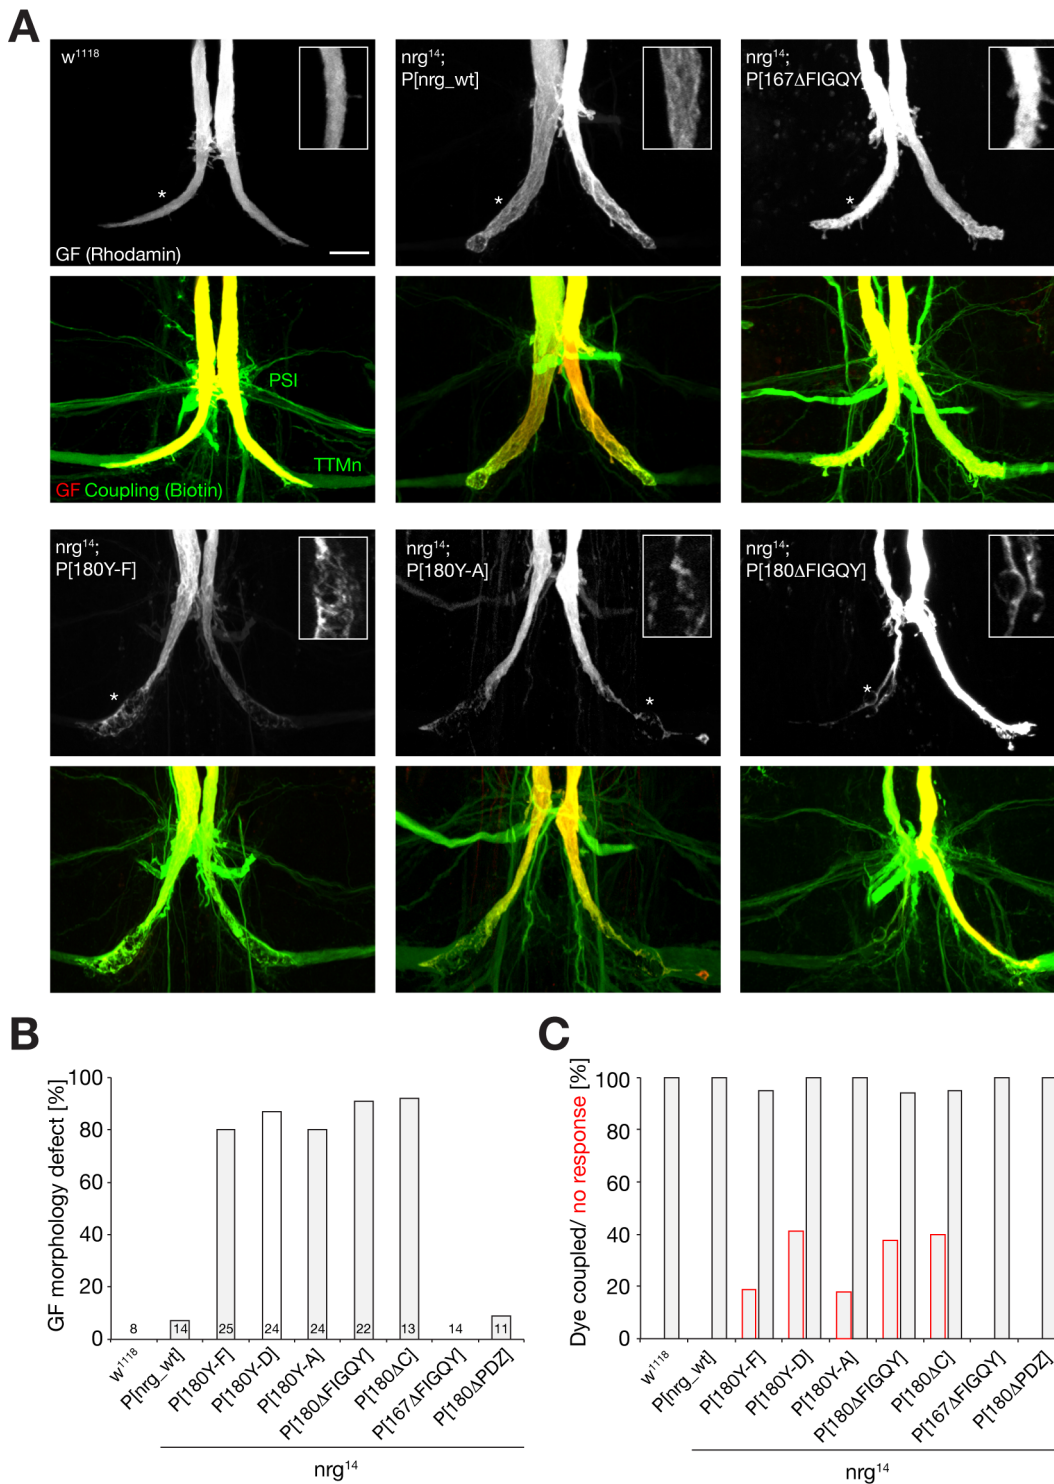 A
w1118
nrg14;
P[nrg_wt]
nrg14;
P[167ΔFIGQY]
*
*
*
GF (Rhodamin)
PSI
TTMn
GF Coupling (Biotin)
nrg14;
P[180Y-F]
nrg14;
P[180Y-A]
nrg14;
P[180ΔFIGQY]
*
*
*
B
GF morphology defect [%]
100
80
60
40
20
0
8
14
25
24
24
22
13
14
11
w1118
P[nrg_wt]
P[180Y-F]
P[180Y-D]
P[180Y-A]
P[180ΔFIGQY]
P[180ΔC]
P[167ΔFIGQY]
P[180ΔPDZ]
nrg14
C
Dye coupled/ no response [%]
100
80
60
40
20
0
w1118
P[nrg_wt]
P[180Y-F]
P[180Y-D]
P[180Y-A]
P[180ΔFIGQY]
P[180ΔC]
P[167ΔFIGQY]
P[180ΔPDZ]
nrg14